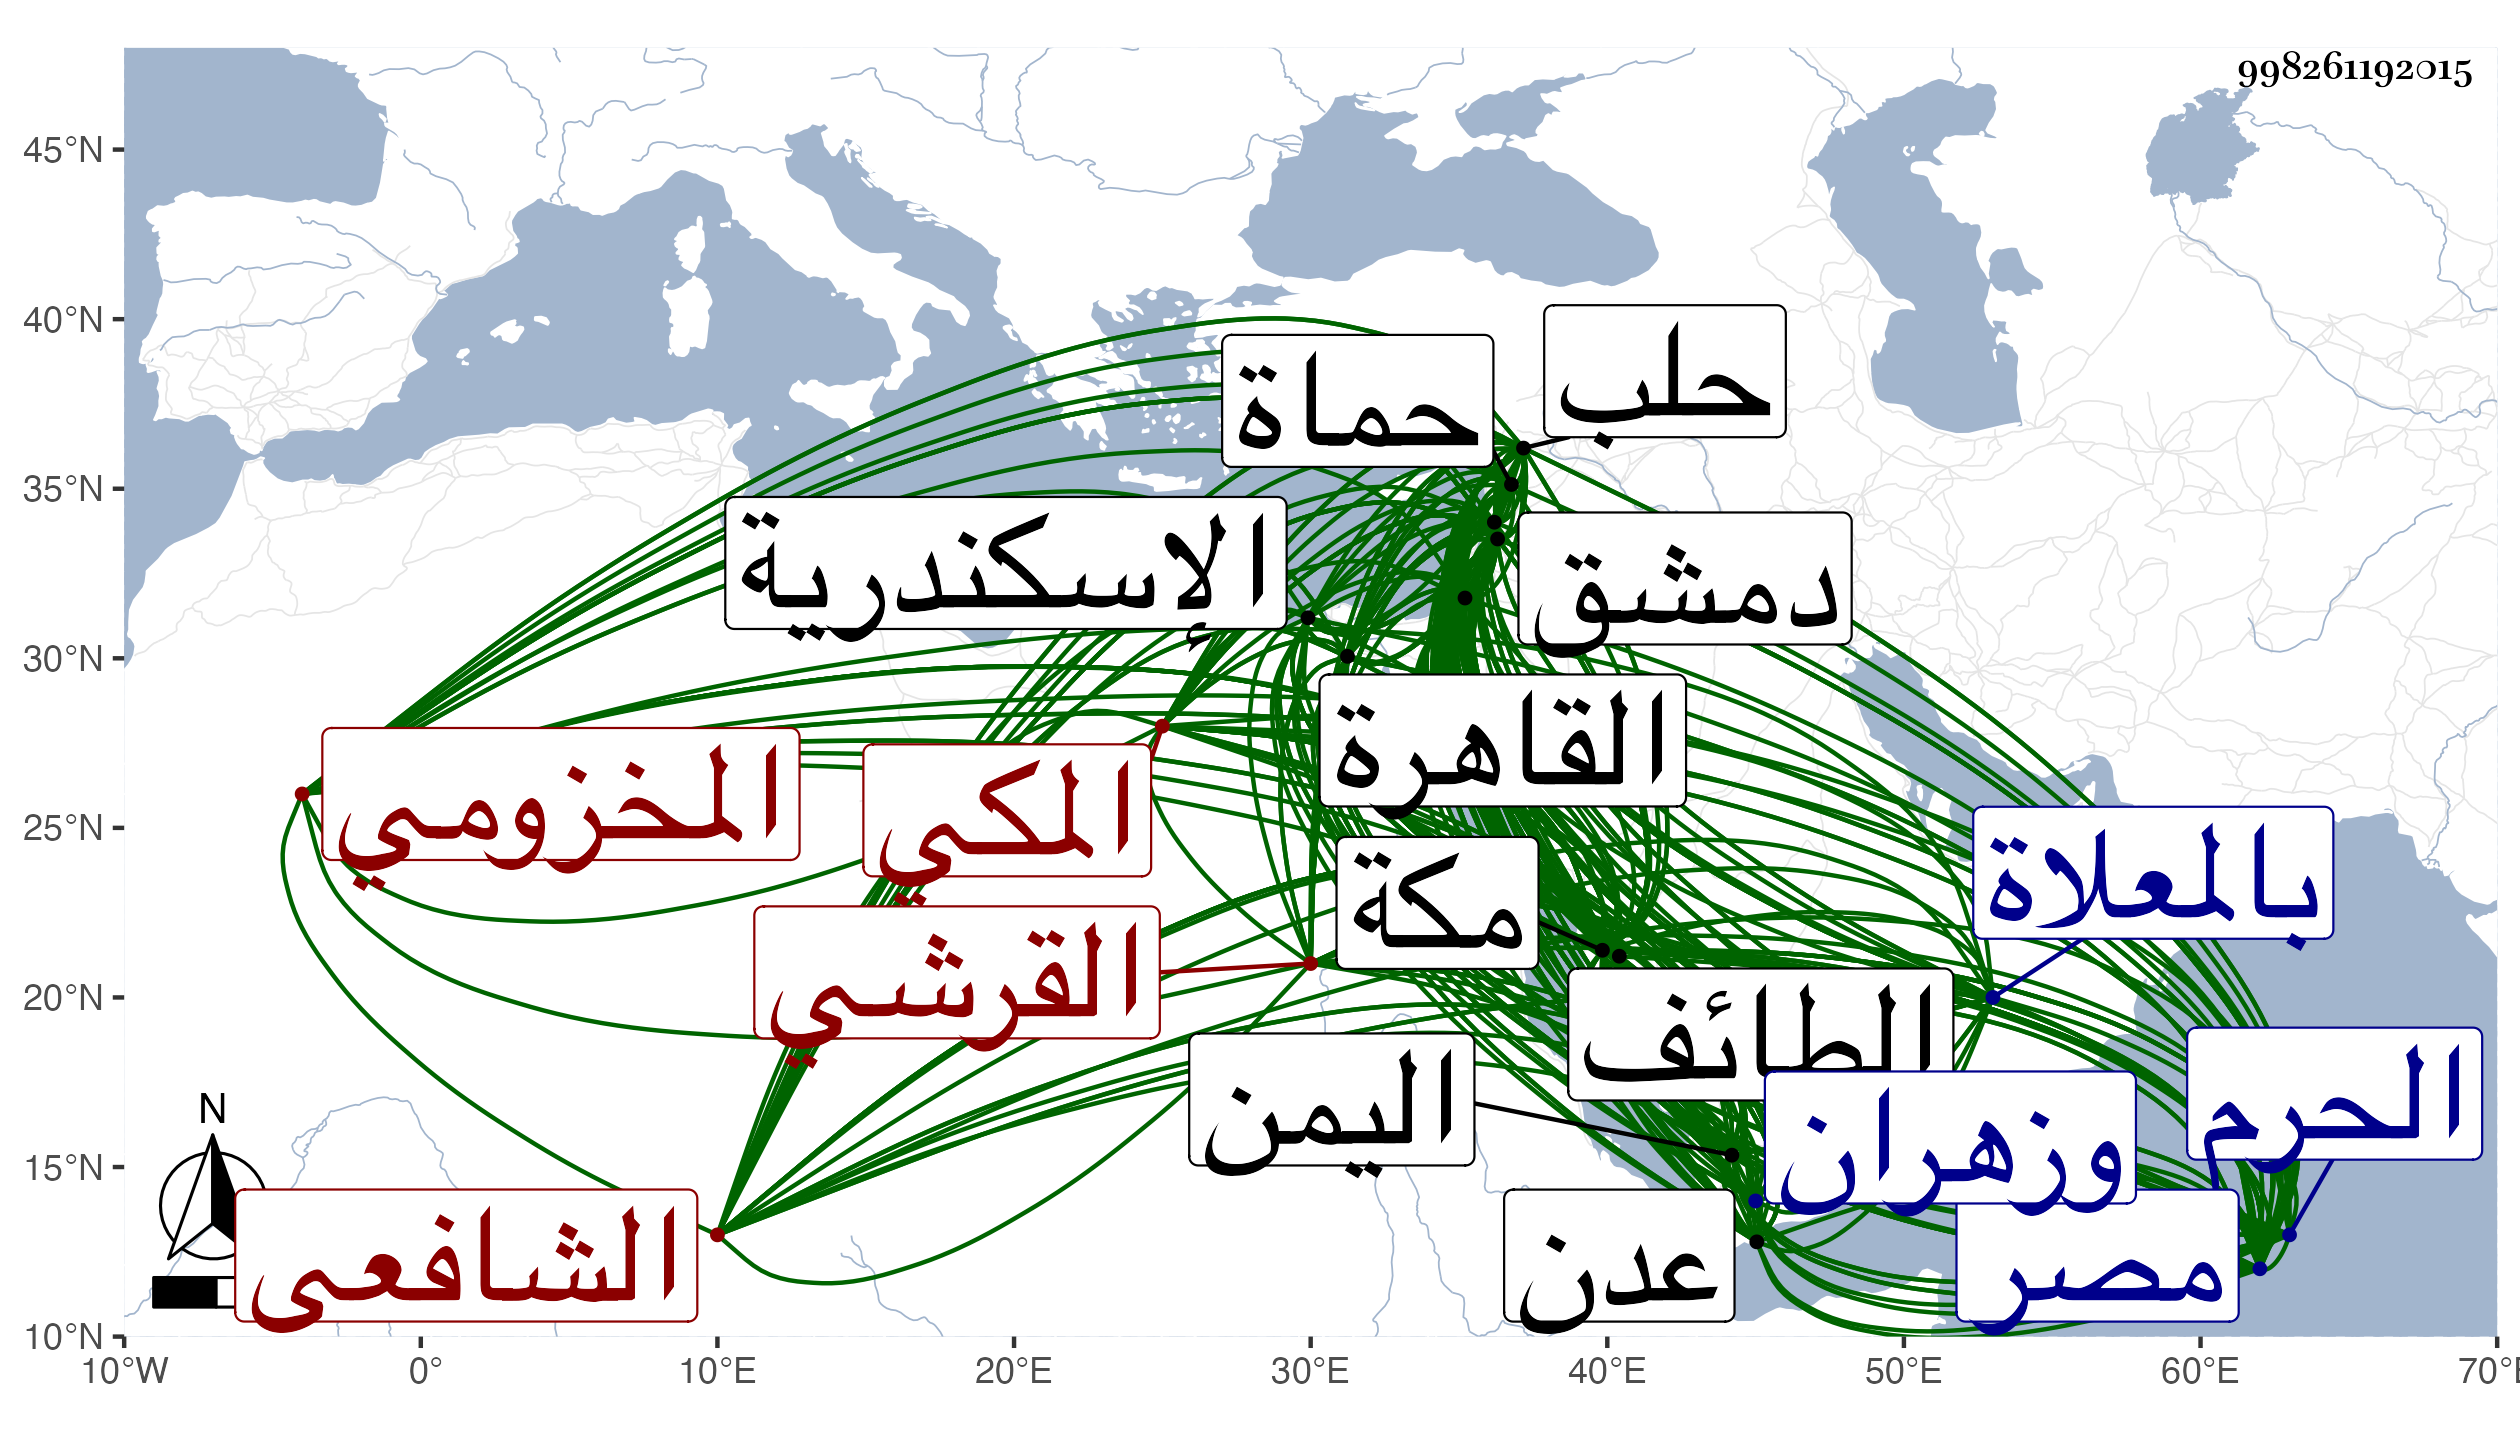 998261192015
45°N
40°N
35°N
30°N
25°N
20°N
15°N
10°N
10°W
0°
10°E
20°E
30°E
40°E
50°E
60°E
70°E
N
حلب
حماة
الإسكندرية
دمشق
القاهرة
المخزومي
المكي
بالمعلاة
مكة
القرشي
الطائف
اليمن
الحرم
وزهران
الشافعي
عدن
مصر